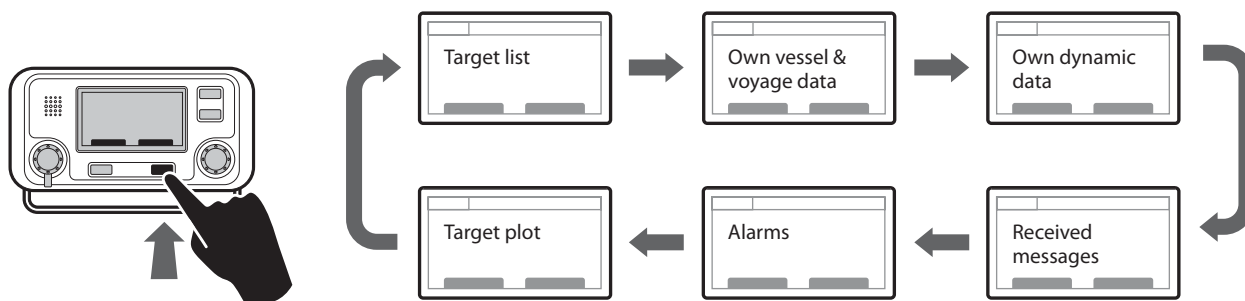 Target list
Own vessel &
voyage data
Own dynamic
data
Target plot
Alarms
Received
messages